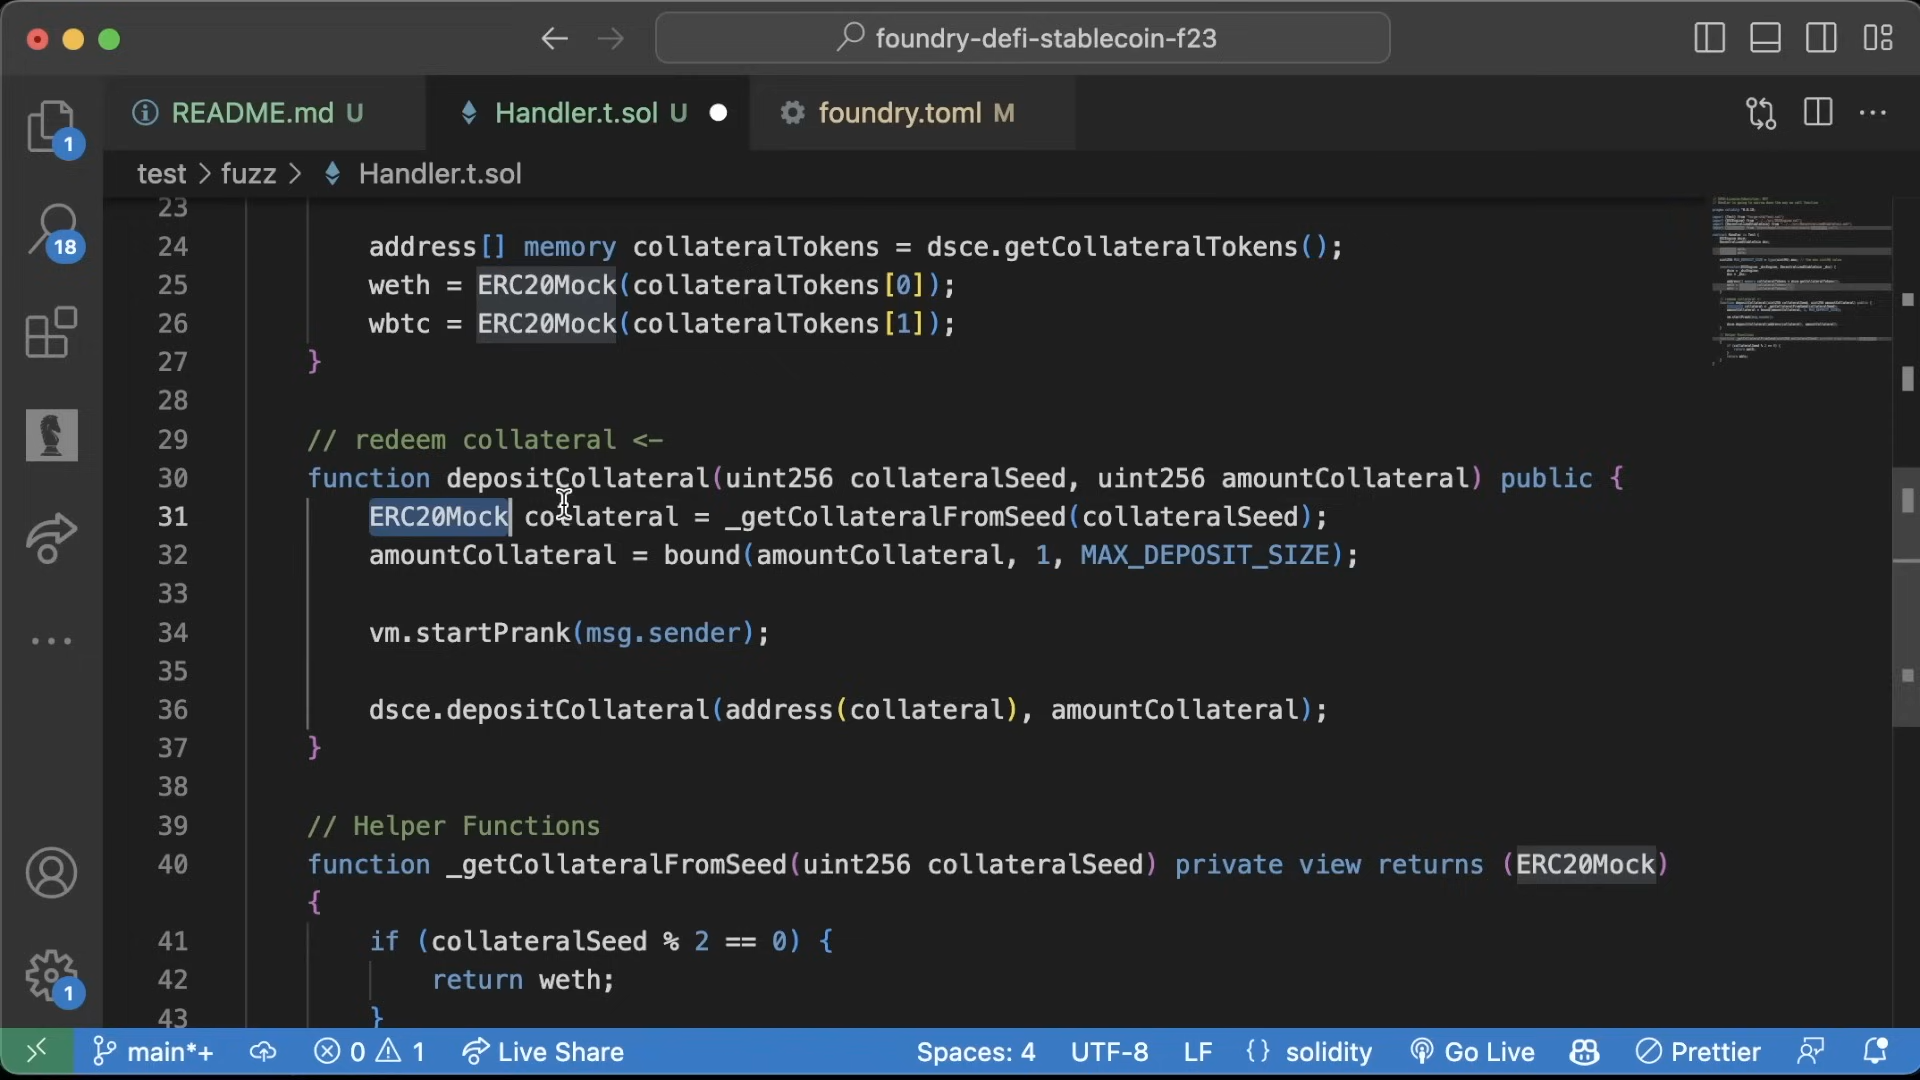 foundry-defi-stablecoin-f23
README.md U
Handler.t.sol U
foundry.toml M
1
test > fuzz > Handler.t.sol
18
23
24 address[] memory collateralTokens = dsce.getCollateralTokens();
25 weth = ERC20Mock(collateralTokens[0]);
26 wbtc = ERC20Mock(collateralTokens[1]);
27 }
28
29 // redeem collateral <-
30 function depositCollateral(uint256 collateralSeed, uint256 amountCollateral) public {
31 ERC20Mock collateral = _getCollateralFromSeed(collateralSeed);
32 amountCollateral = bound(amountCollateral, 1, MAX_DEPOSIT_SIZE);
33
34 vm.startPrank(msg.sender);
35
36 dsce.depositCollateral(address(collateral), amountCollateral);
37 }
38
39 // Helper Functions
40 function _getCollateralFromSeed(uint256 collateralSeed) private view returns (ERC20Mock)
{
41 if (collateralSeed % 2 == 0) {
42 return weth;
43 }
1
main*+ 0 1 Live Share Spaces: 4 UTF-8 LF {} solidity Go Live Prettier